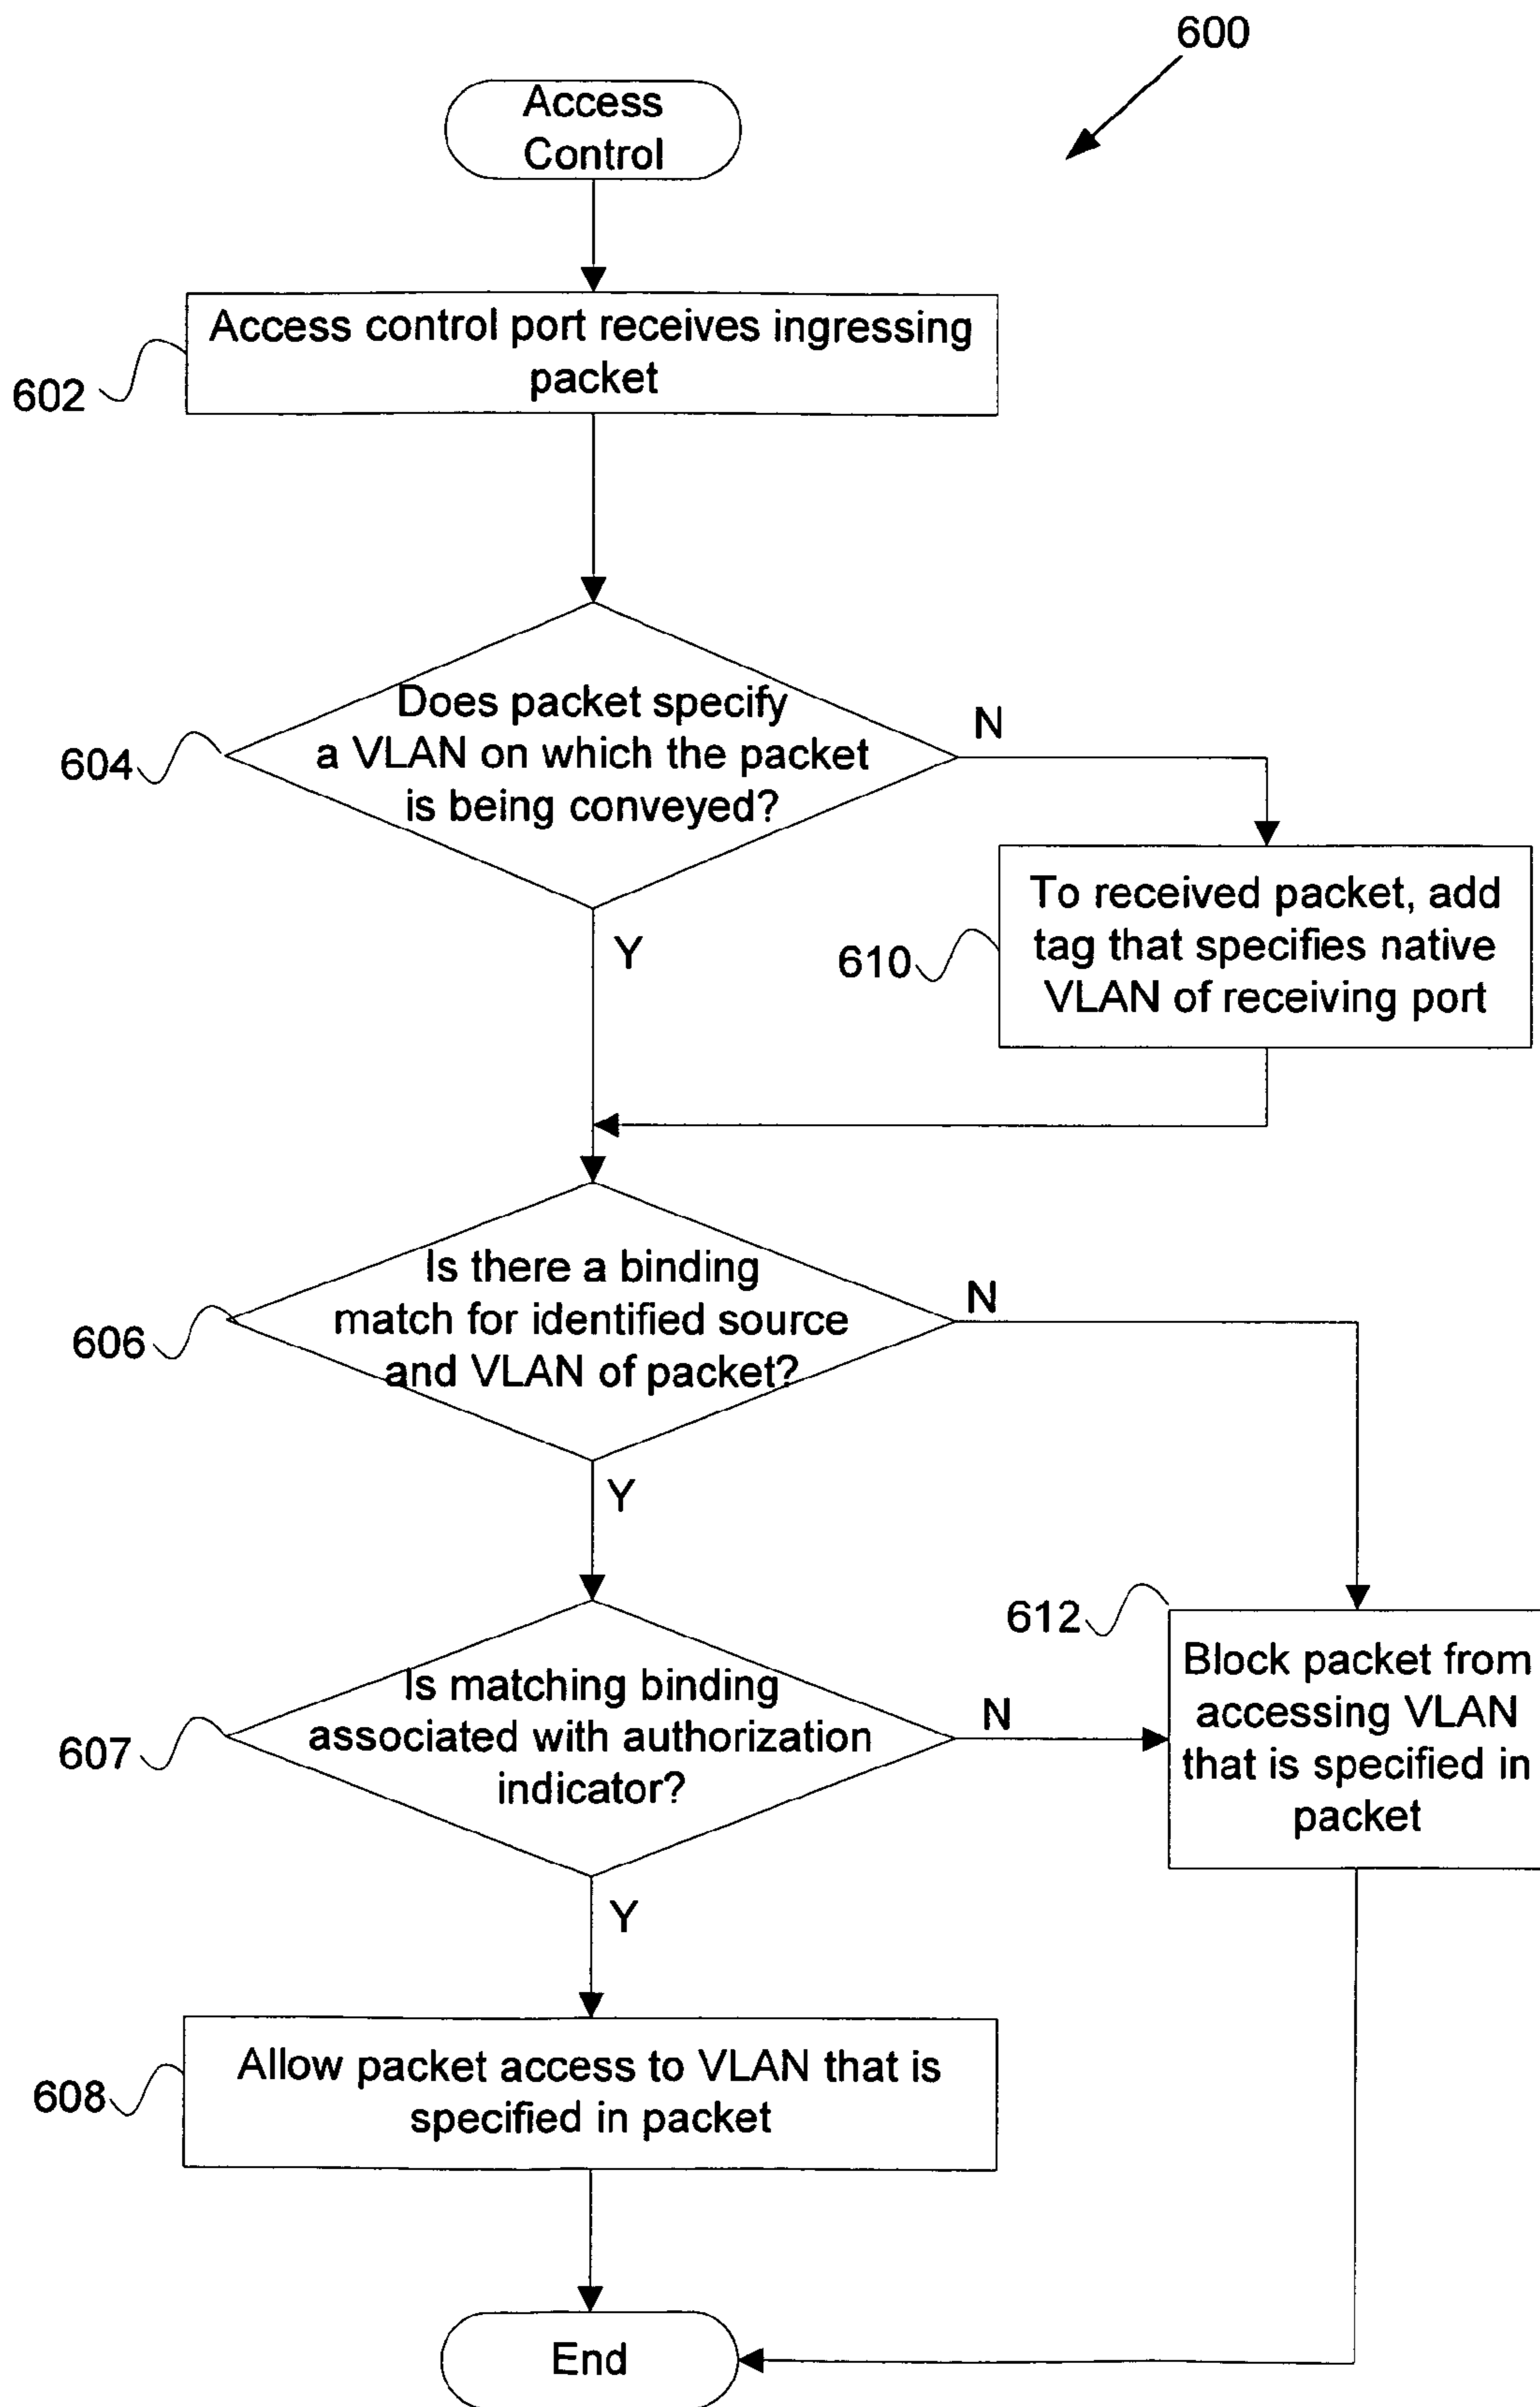 600
Access
Control
Access control port receives ingressing
packet
602
Does packet specify
a VLAN on which the packet
is being conveyed?
604
N
Y
To received packet, add
tag that specifies native
VLAN of receiving port
610
Is there a binding
match for identified source
and VLAN of packet?
606
N
Y
612
Block packet from
accessing VLAN
that is specified in
packet
Is matching binding
associated with authorization
indicator?
607
N
Y
Allow packet access to VLAN that is
specified in packet
608
End